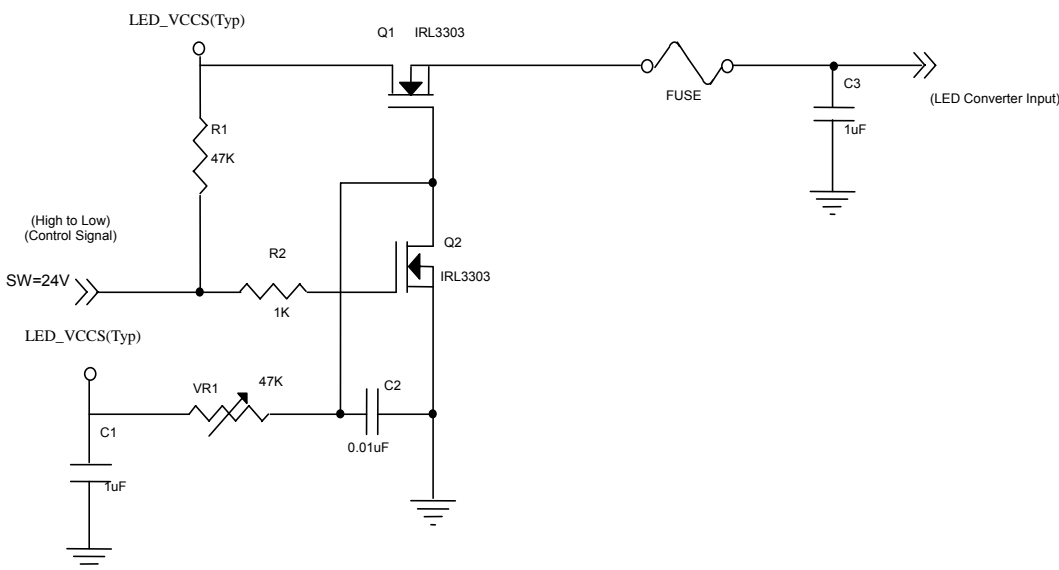 LED_VCCS(Typ)
Q1 IRL3303
FUSE
C3
1uF
(LED Converter Input)
R1
47K
(High to Low)
(Control Signal)
SW=24V
R2
1K
Q2
IRL3303
LED_VCCS(Typ)
VR1
47K
C2
0.01uF
C1
1uF